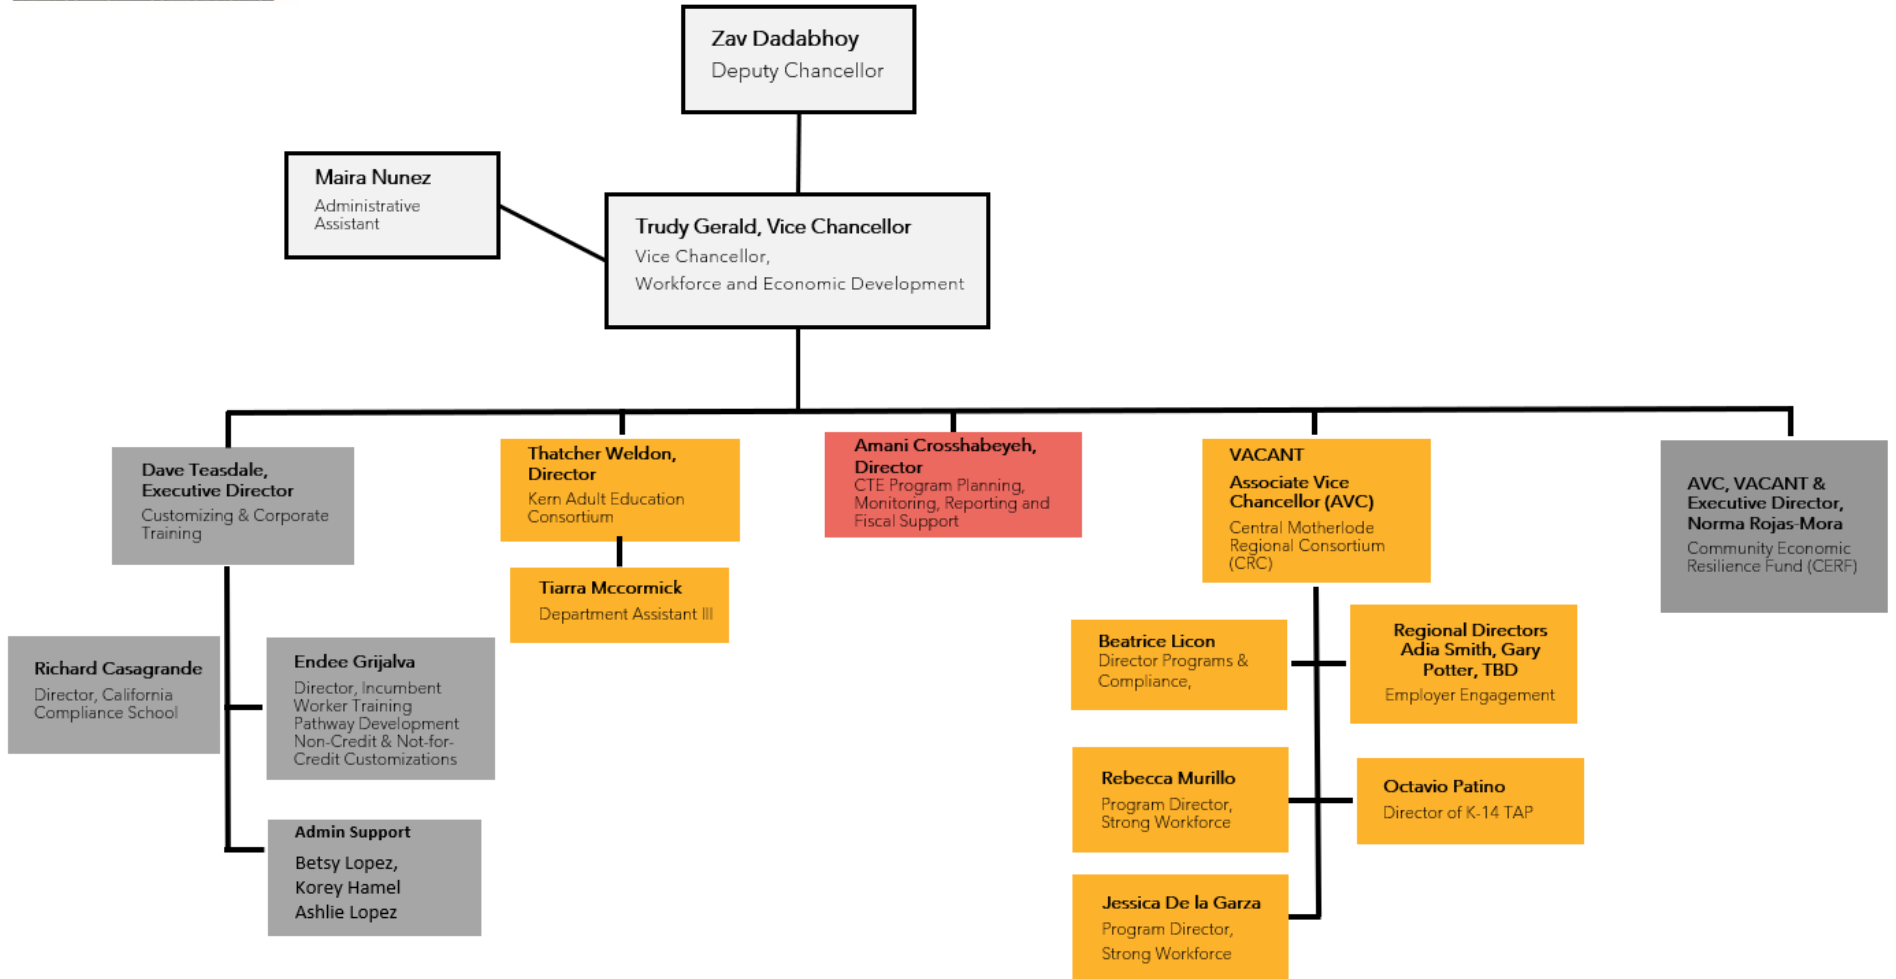 Zav Dadabhoy
Deputy Chancellor
Maira Nunez
Administrative
Assistant
Trudy Gerald, Vice Chancellor
Vice Chancellor,
Workforce and Economic Development
Dave Teasdale,
Executive Director
Customizing & Corporate
Training
Thatcher Weldon,
Director
Kern Adult Education
Consortium
Amani Crosshabeyeh,
Director
CTE Program Planning,
Monitoring, Reporting and
Fiscal Support
VACANT
Associate Vice
Chancellor (AVC)
Central Motherlode
Regional Consortium
(CRC)
AVC, VACANT &
Executive Director,
Norma Rojas-Mora
Community Economic
Resilience Fund (CERF)
Tiarra Mccormick
Department Assistant III
Richard Casagrande
Director, California
Compliance School
Endee Grijalva
Director, Incumbent
Worker Training
Pathway Development
Non-Credit & Not-for-
Credit Customizations
Admin Support
Betsy Lopez,
Korey Hamel
Ashlie Lopez
Beatrice Licon
Director Programs &
Compliance,
Regional Directors
Adia Smith, Gary
Potter, TBD
Employer Engagement
Rebecca Murillo
Program Director,
Strong Workforce
Octavio Patino
Director of K-14 TAP
Jessica De la Garza
Program Director,
Strong Workforce